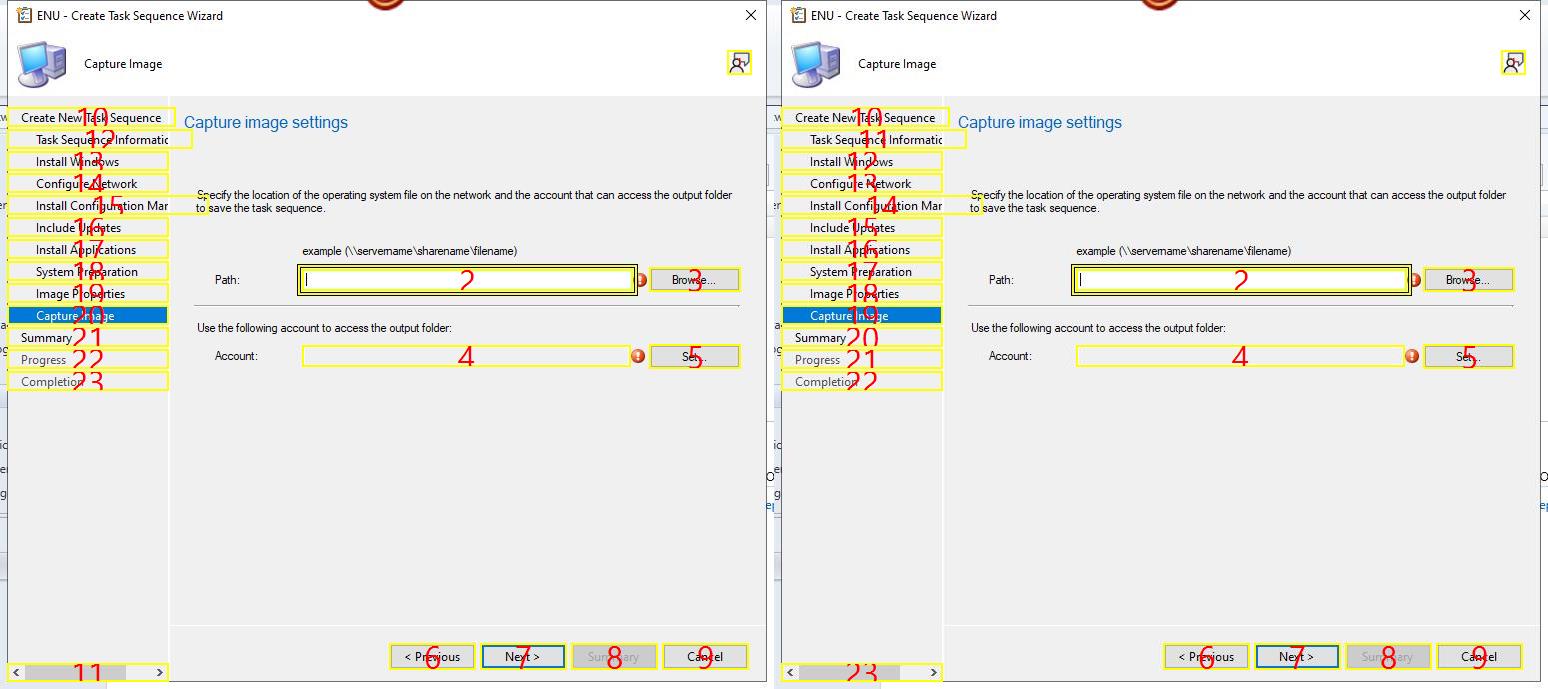 ENU - Create Task Sequence Wizard
Capture Image
1
10 Create New Task Sequence
12 Task Sequence Informatic
13 Install Windows
14 Configure Network
15 Install Configuration Mar
16 Include Updates
17 Install Applications
18 System Preparation
19 Image Properties
20 Capture Image
21 Summary
22 Progress
23 Completion
11
Capture image settings
Specify the location of the operating system file on the network and the account that can access the output folder
to save the task sequence.
example (\\servername\sharename\filename)
Path: 2 Browse... 3
Use the following account to access the output folder:
Account: 4 Set... 5
< Previous 6 Next > 7 Summary 8 Cancel 9
ENU - Create Task Sequence Wizard
Capture Image
1
10 Create New Task Sequence
11 Task Sequence Informatic
12 Install Windows
13 Configure Network
14 Install Configuration Mar
15 Include Updates
16 Install Applications
17 System Preparation
18 Image Properties
19 Capture Image
20 Summary
21 Progress
22 Completion
23
Capture image settings
Specify the location of the operating system file on the network and the account that can access the output folder
to save the task sequence.
example (\\servername\sharename\filename)
Path: 2 Browse... 3
Use the following account to access the output folder:
Account: 4 Set... 5
< Previous 6 Next > 7 Summary 8 Cancel 9